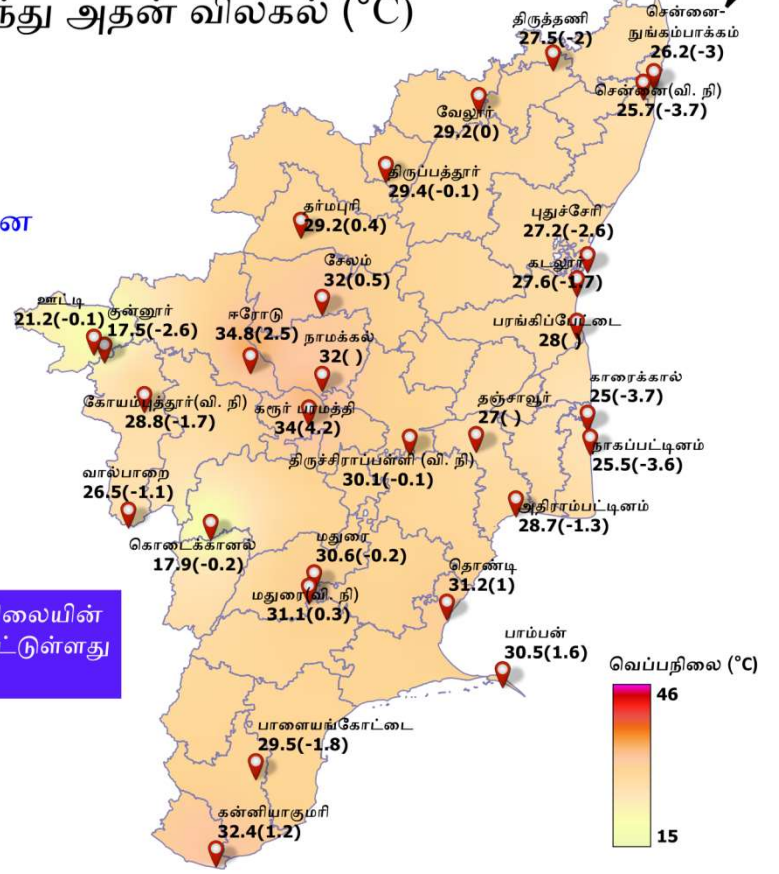 ந்து அதன் விலகல் (°C)
திருத்தணி
27.5(-2)
சென்னை-
நுங்கம்பாக்கம்
26.2(-3)
சென்னை(வி. நி)
25.7(-3.7)
வேலூர்
29.2(0)
திருப்பத்தூர்
29.4(-0.1)
தர்மபுரி
29.2(0.4)
புதுச்சேரி
27.2(-2.6)
கடலூர்
27.6(-1.7)
சேலம்
32(0.5)
ன
ஊட்டி
21.2(-0.1)
குன்னூர்
17.5(-2.6)
ஈரோடு
34.8(2.5)
நாமக்கல்
32( )
பரங்கிப்பேட்டை
28( )
காரைக்கால்
25(-3.7)
கோயம்புத்தூர்(வி. நி)
28.8(-1.7)
கரூர் பரமத்தி
34(4.2)
தஞ்சாவூர்
27( )
நாகப்பட்டினம்
25.5(-3.6)
திருச்சிராப்பள்ளி (வி. நி)
30.1(-0.1)
வால்பாறை
26.5(-1.1)
அதிராம்பட்டினம்
28.7(-1.3)
கொடைக்கானல்
17.9(-0.2)
மதுரை
30.6(-0.2)
மதுரை(வி. நி)
31.1(0.3)
தொண்டி
31.2(1)
பாம்பன்
30.5(1.6)
ிலையின்
ட்டுள்ளது
வெப்பநிலை (°C)
46
15
பாளையங்கோட்டை
29.5(-1.8)
கன்னியாகுமரி
32.4(1.2)